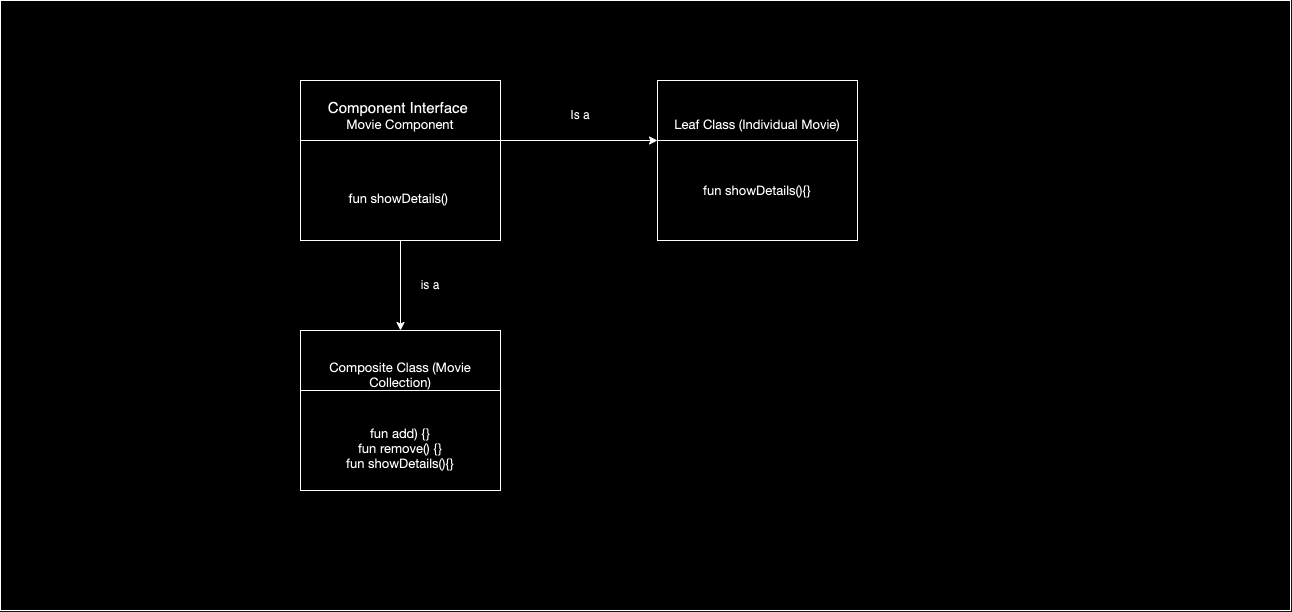 Component Interface
Movie Component
fun showDetails()
Is a
Leaf Class (Individual Movie)
fun showDetails(){}
is a
Composite Class (Movie
Collection)
fun add) {}
fun remove() {}
fun showDetails(){}